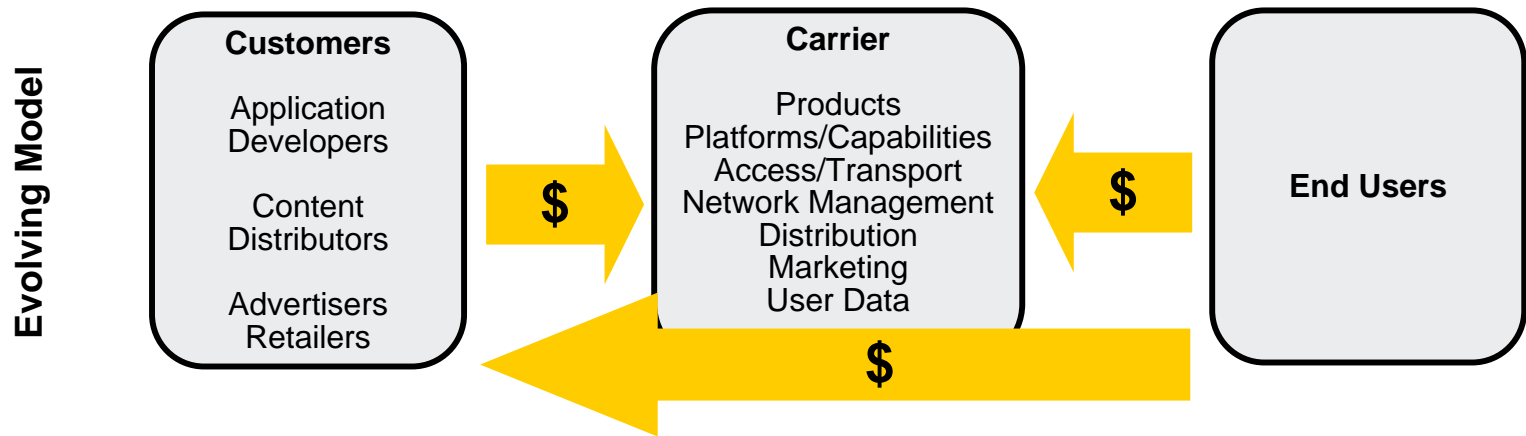 Evolving Model
Customers
Application
Developers
Content
Distributors
Advertisers
Retailers
$
Carrier
Products
Platforms/Capabilities
Access/Transport
Network Management
Distribution
Marketing
User Data
$
End Users
$